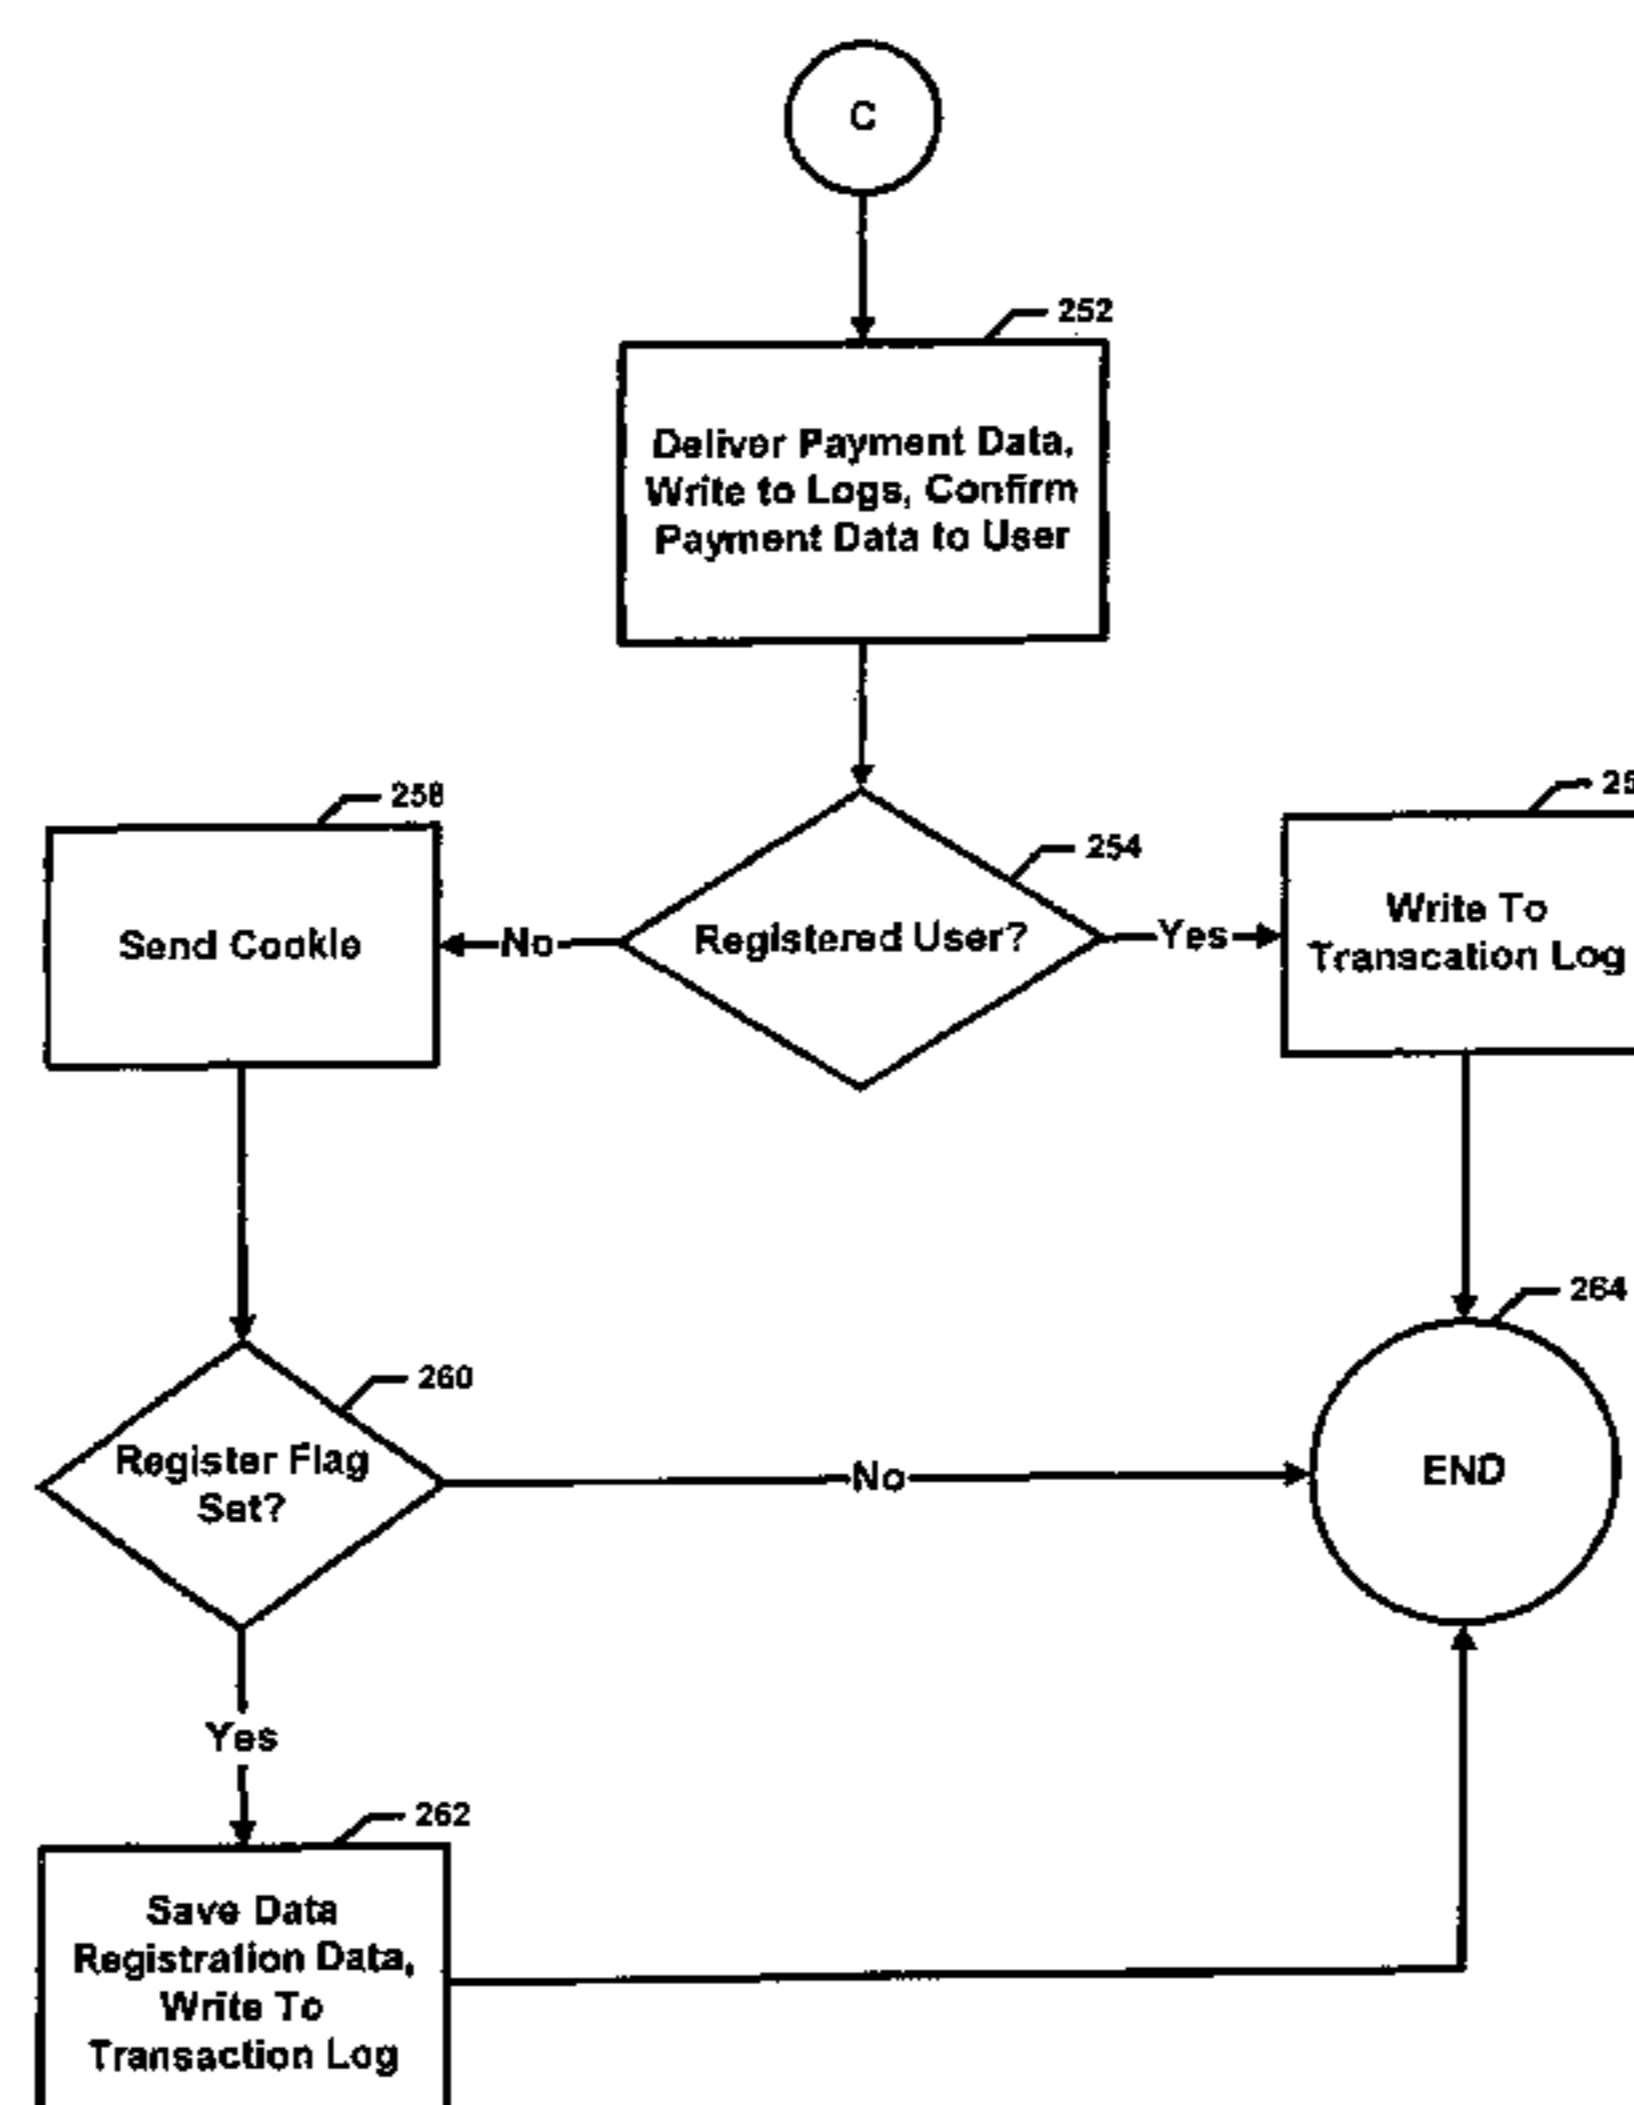 C
252
Deliver Payment Data,
Write to Logs, Confirm
Payment Data to User
258
254
Send Cookie
No
Registered User?
Yes
Write To
Transcation Log
264
260
Register Flag
Set?
No
END
Yes
262
Save Data
Registration Data,
Write To
Transaction Log